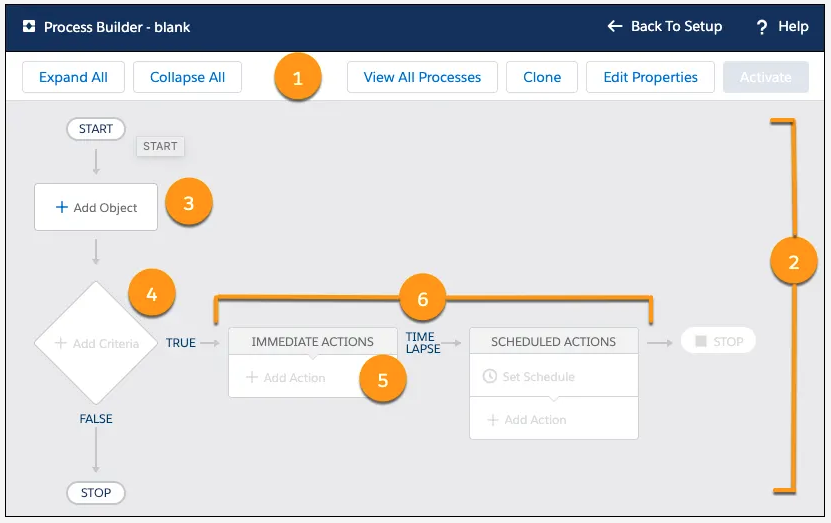 Process Builder - blank
Back To Setup
? Help
Expand All
Collapse All
1
View All Processes
Clone
Edit Properties
Activate
START
START
+ Add Object
3
2
4
6
+ Add Criteria
TRUE
IMMEDIATE ACTIONS
TIME
LAPSE
SCHEDULED ACTIONS
STOP
+ Add Action
5
Set Schedule
+ Add Action
FALSE
STOP